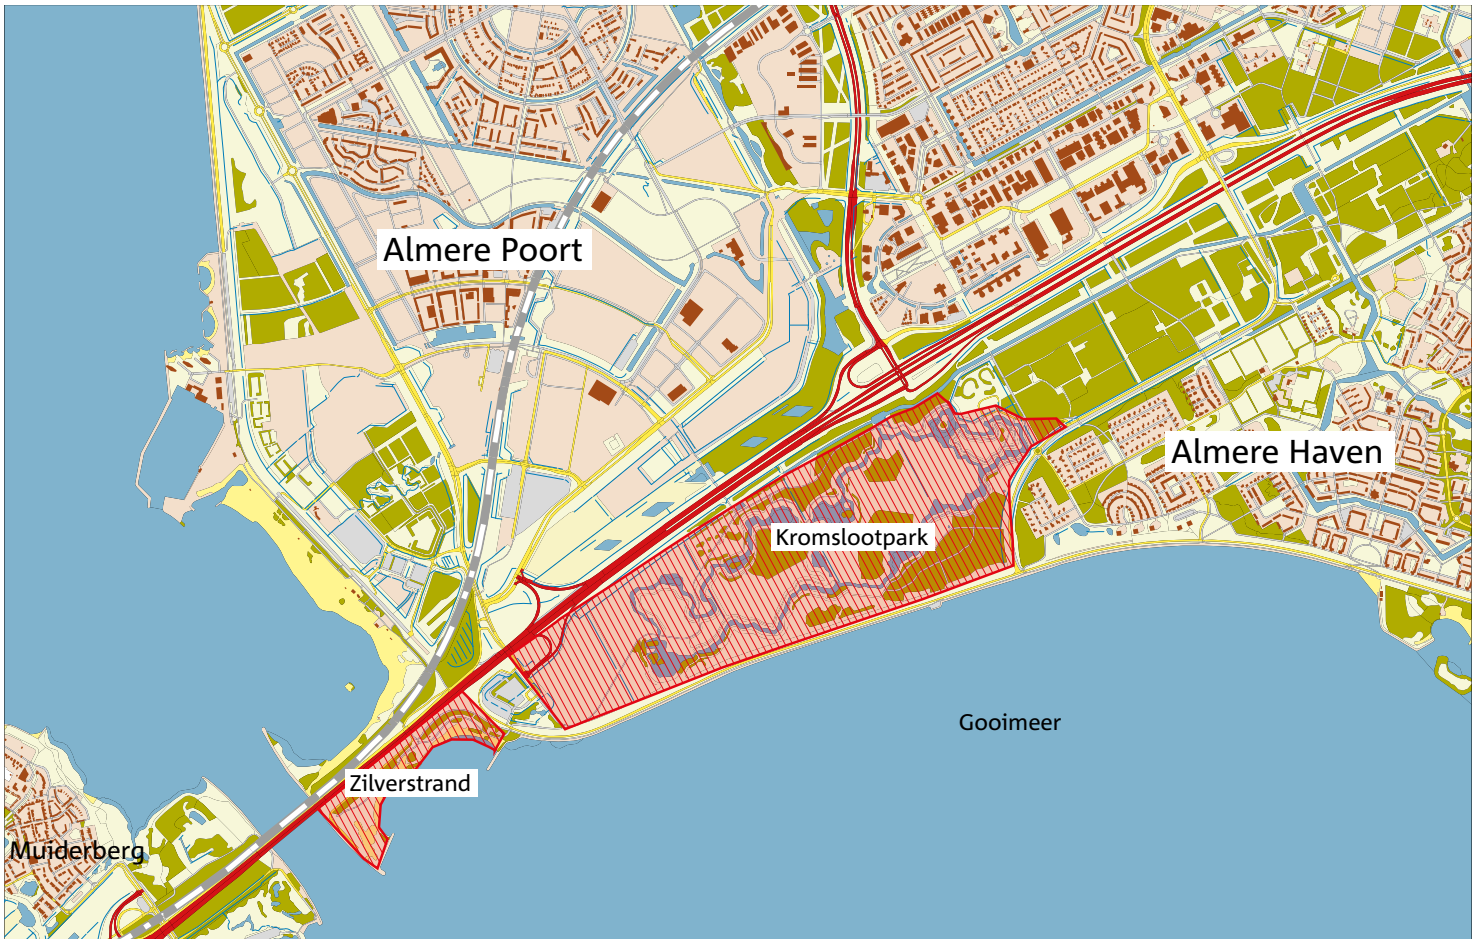 Almere Poort
Almere Haven
Kromslootpark
Gooimeer
Zilverstrand
Muiderberg